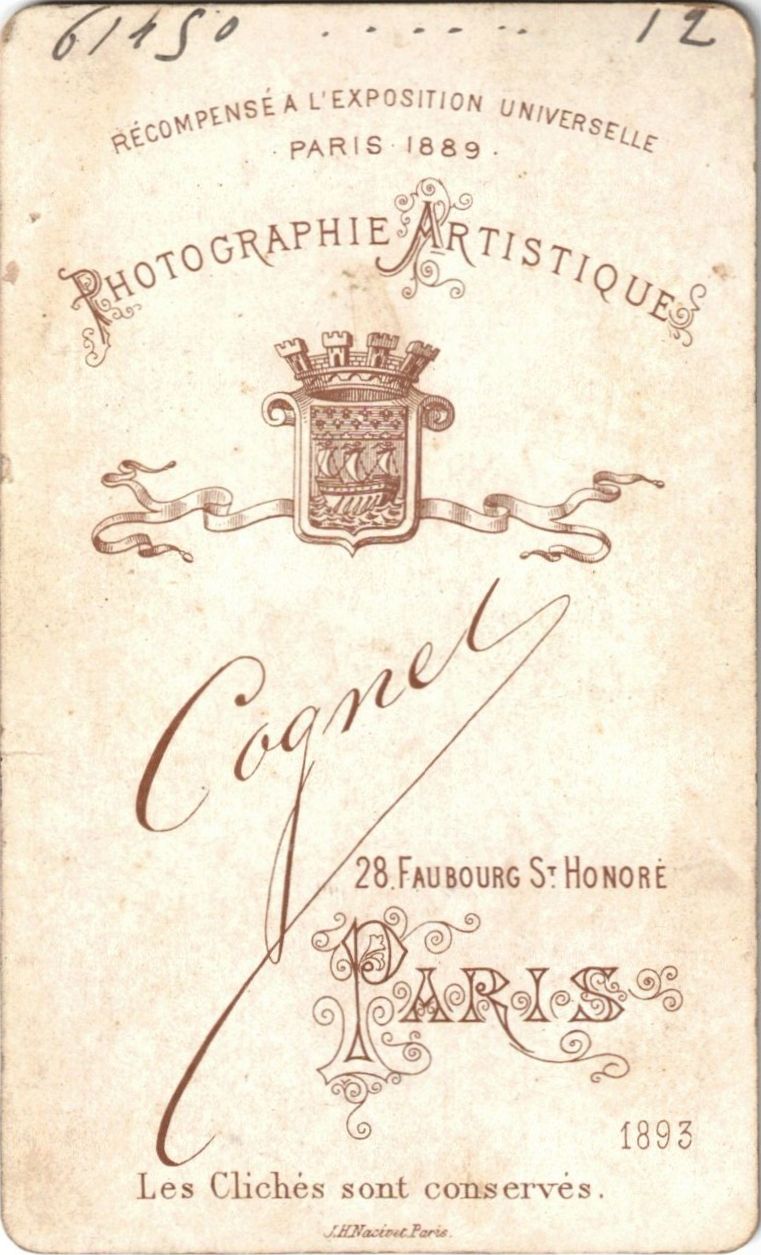 61450 . . . . . . 12
RÉCOMPENSÉ A L'EXPOSITION UNIVERSELLE
· PARIS · 1889 ·
PHOTOGRAPHIE ARTISTIQUE
Cognet
28. FAUBOURG ST HONORÉ
PARIS
1893
Les Clichés sont conservés.
J.H. Nacivet. Paris.